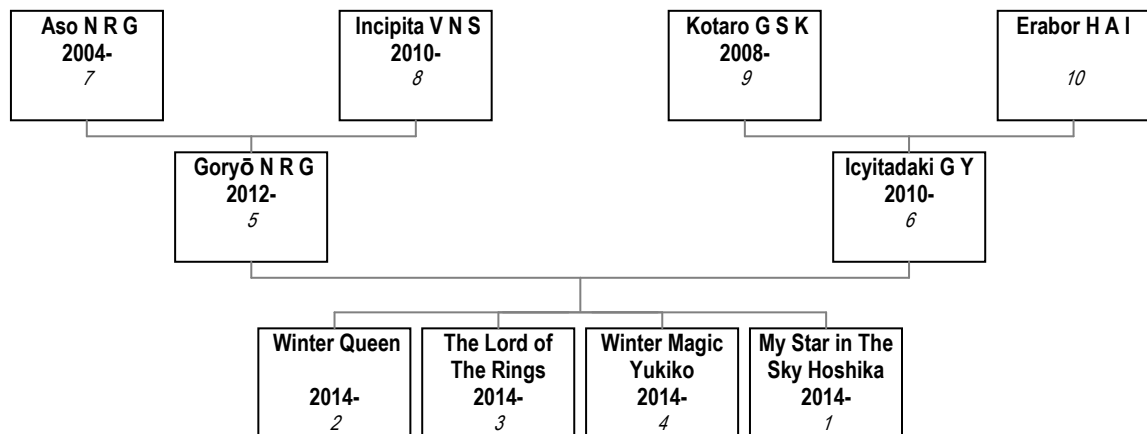 Aso N R G
2004-
7
Incipita V N S
2010-
8
Kotaro G S K
2008-
9
Erabor H A I
10
Goryō N R G
2012-
5
Icyitadaki G Y
2010-
6
Winter Queen
2014-
2
The Lord of
The Rings
2014-
3
Winter Magic
Yukiko
2014-
4
My Star in The
Sky Hoshika
2014-
1